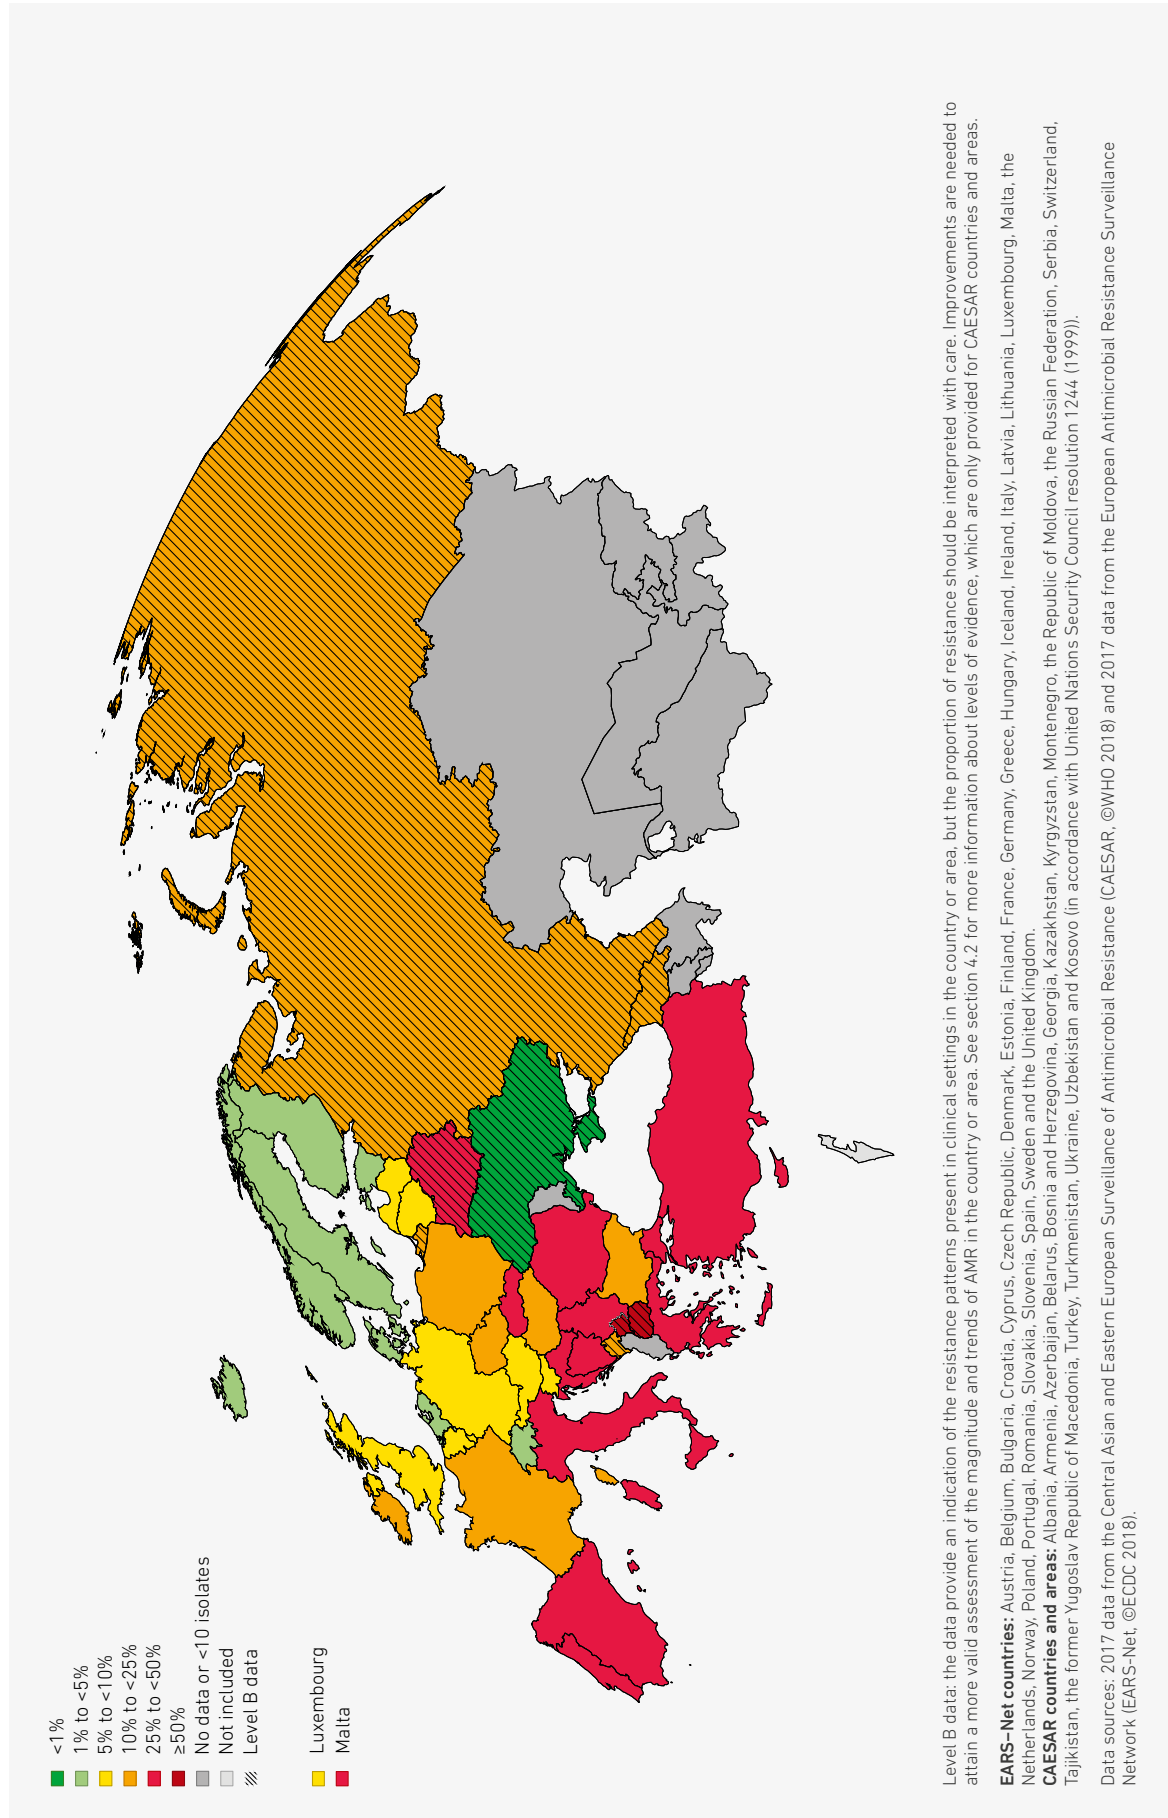 <1%
1% to <5%
5% to <10%
10% to <25%
25% to <50%
≥50%
No data or <10 isolates
Not included
Level B data
Luxembourg
Malta
Level B data: the data provide an indication of the resistance patterns present in clinical settings in the country or area, but the proportion of resistance should be interpreted with care. Improvements are needed to
attain a more valid assessment of the magnitude and trends of AMR in the country or area. See section 4.2 for more information about levels of evidence, which are only provided for CAESAR countries and areas.
EARS–Net countries: Austria, Belgium, Bulgaria, Croatia, Cyprus, Czech Republic, Denmark, Estonia, Finland, France, Germany, Greece, Hungary, Iceland, Ireland, Italy, Latvia, Lithuania, Luxembourg, Malta, the
Netherlands, Norway, Poland, Portugal, Romania, Slovakia, Slovenia, Spain, Sweden and the United Kingdom.
CAESAR countries and areas: Albania, Armenia, Azerbaijan, Belarus, Bosnia and Herzegovina, Georgia, Kazakhstan, Kyrgyzstan, Montenegro, the Republic of Moldova, the Russian Federation, Serbia, Switzerland,
Tajikistan, the former Yugoslav Republic of Macedonia, Turkey, Turkmenistan, Ukraine, Uzbekistan and Kosovo (in accordance with United Nations Security Council resolution 1244 (1999)).
Data sources: 2017 data from the Central Asian and Eastern European Surveillance of Antimicrobial Resistance (CAESAR, ©WHO 2018) and 2017 data from the European Antimicrobial Resistance Surveillance
Network (EARS-Net, ©ECDC 2018).